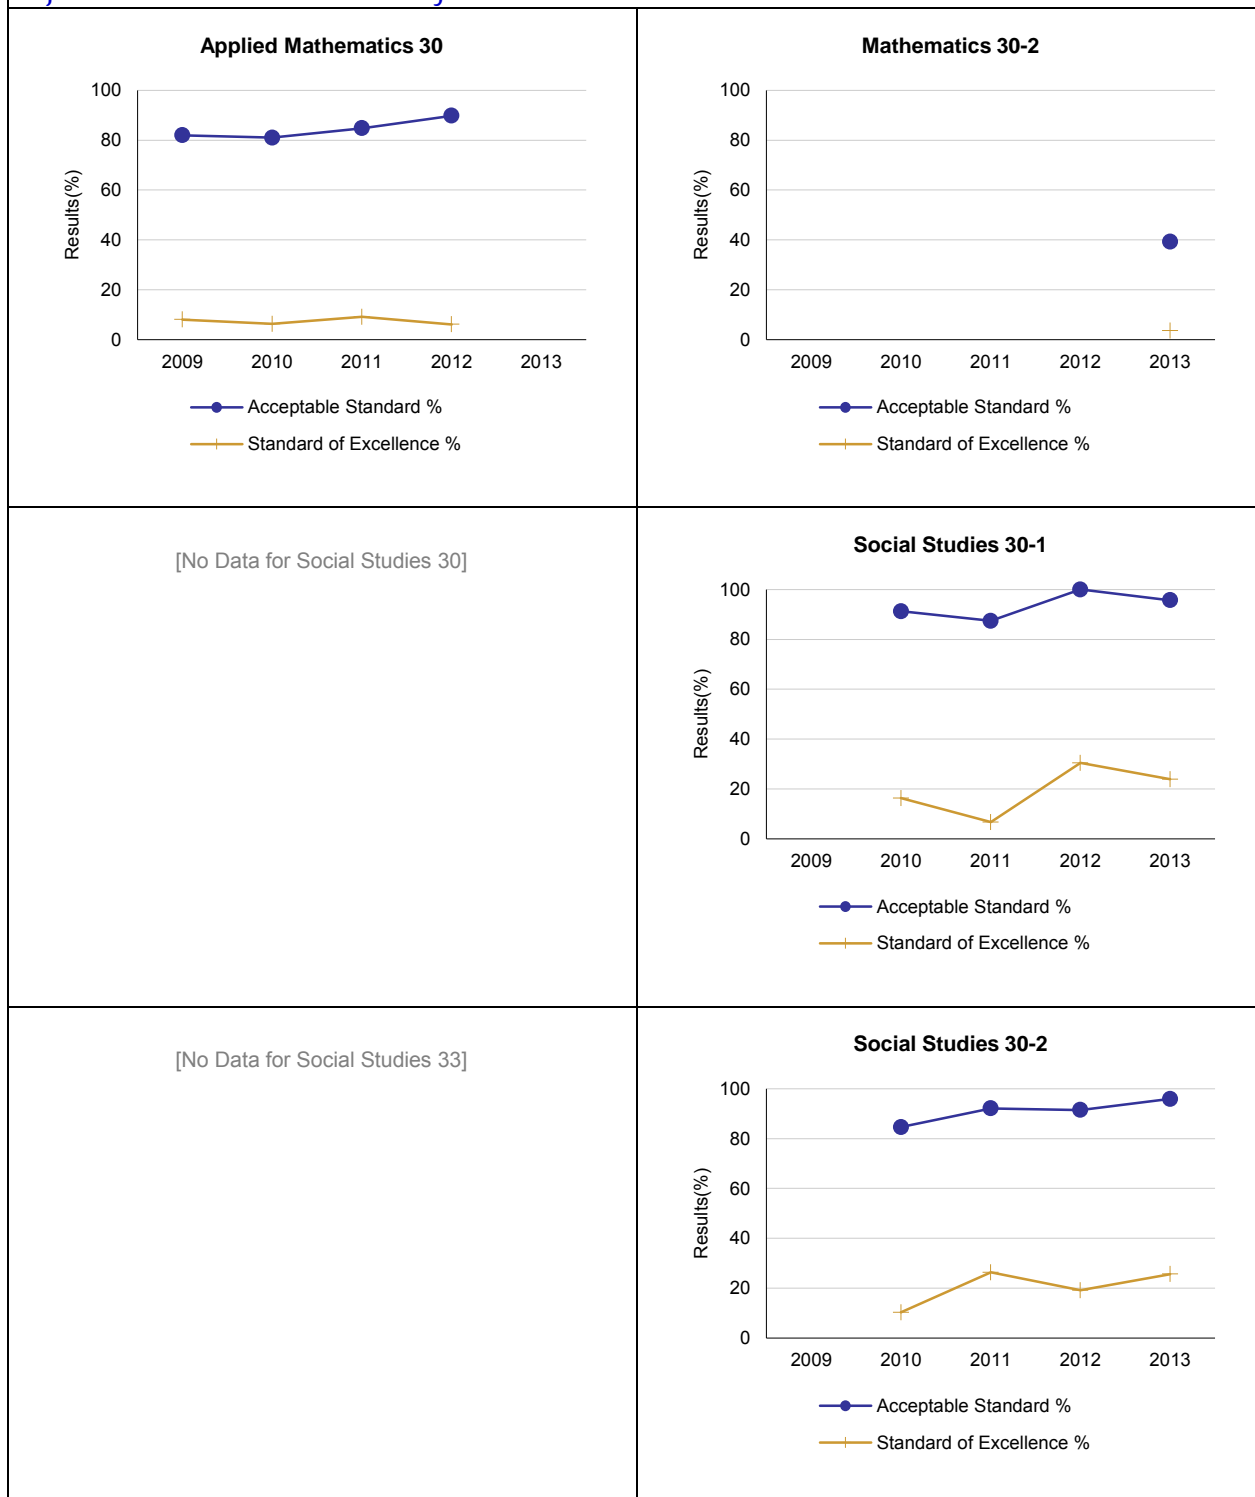 Applied Mathematics 30
100
80
60
40
20
0
Results(%)
2009 2010 2011 2012 2013
Acceptable Standard %
Standard of Excellence %
Mathematics 30-2
100
80
60
40
20
0
Results(%)
2009 2010 2011 2012 2013
Acceptable Standard %
Standard of Excellence %
[No Data for Social Studies 30]
Social Studies 30-1
100
80
60
40
20
0
Results(%)
2009 2010 2011 2012 2013
Acceptable Standard %
Standard of Excellence %
[No Data for Social Studies 33]
Social Studies 30-2
100
80
60
40
20
0
Results(%)
2009 2010 2011 2012 2013
Acceptable Standard %
Standard of Excellence %